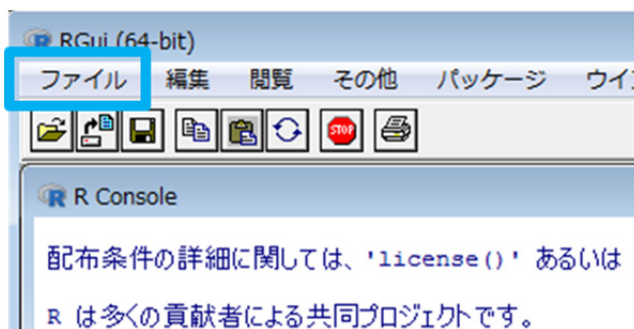 RGui (64-bit)
ファイル 編集 閲覧 その他 パッケージ
STOP
R Console
配布条件の詳細に関しては、'license()' あるいは
R は多くの貢献者による共同プロジェクトです。